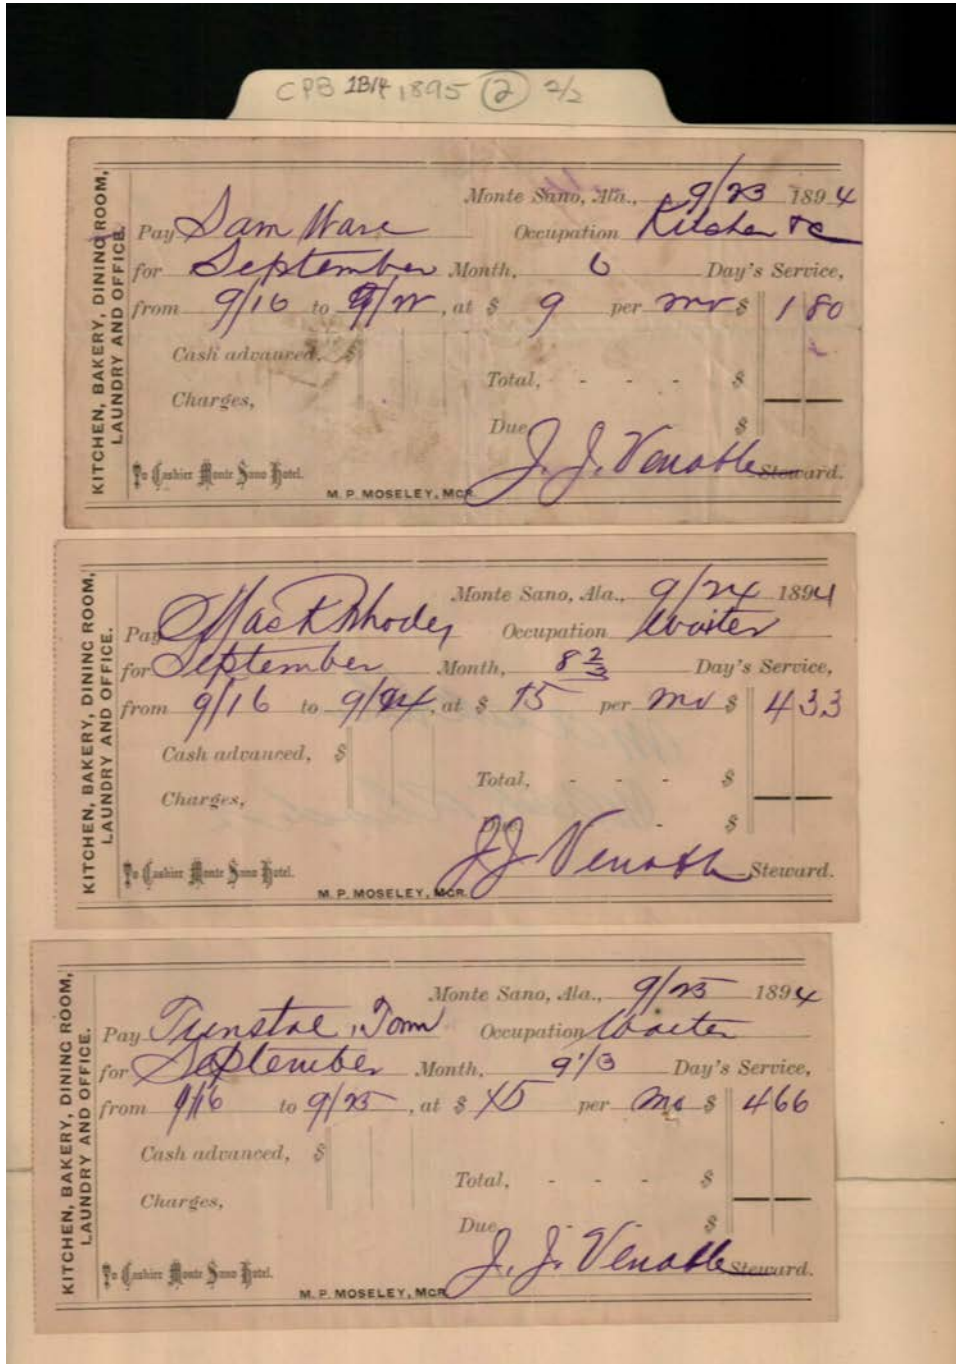 CPB 1B14 1895 (2) 2/2
KITCHEN, BAKERY, DINING ROOM,
LAUNDRY AND OFFICE.
Monte Sano, Ala., 9/23 1894
Pay Sam Ware Occupation Kitchen
for September Month, 6 Day's Service,
from 9/16 to 9/22, at $ 9 per mo $ 1 80
Cash advanced, $
Total, - - - $
Charges,
Due $
J. J. Venable Steward.
To Cashier Monte Sano Hotel.
M. P. MOSELEY, MGR.
KITCHEN, BAKERY, DINING ROOM,
LAUNDRY AND OFFICE.
Monte Sano, Ala., 9/24 1894
Pay Mack Rhodes Occupation Waiter
for September Month, 8 2/3 Day's Service,
from 9/16 to 9/24, at $ 15 per mo $ 4 33
Cash advanced, $
Total, - - - $
Charges,
Due - $
J J Venable Steward.
To Cashier Monte Sano Hotel.
M. P. MOSELEY, MGR.
KITCHEN, BAKERY, DINING ROOM,
LAUNDRY AND OFFICE.
Monte Sano, Ala., 9/25 1894
Pay Tunstal, Tom Occupation Waiter
for September Month, 9 1/3 Day's Service,
from 9/16 to 9/25, at $ 15 per Mo $ 4 66
Cash advanced, $
Total, - - - $
Charges,
Due - $
J. J. Venable Steward.
To Cashier Monte Sano Hotel.
M. P. MOSELEY, MGR.